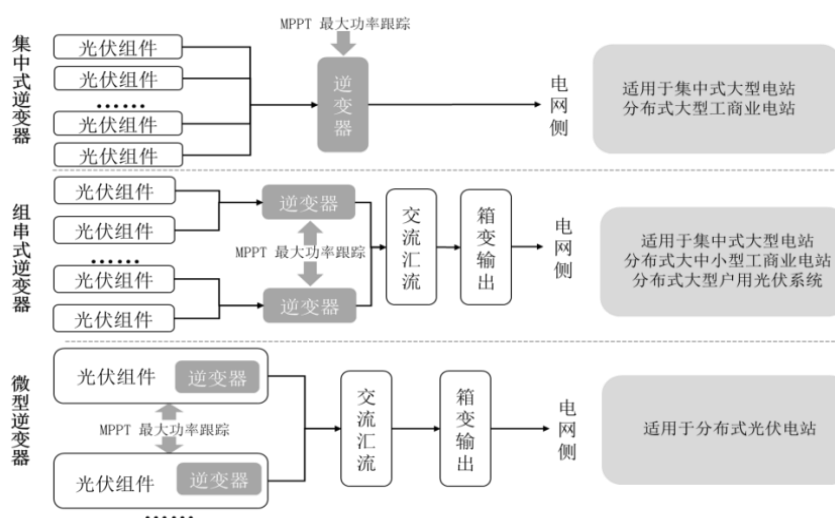 集中式逆变器
MPPT 最大功率跟踪
光伏组件
光伏组件
......
光伏组件
光伏组件
逆变器
电网侧
适用于集中式大型电站
分布式大型工商业电站
组串式逆变器
光伏组件
光伏组件
......
光伏组件
光伏组件
逆变器
MPPT 最大功率跟踪
逆变器
交流汇流
箱变输出
电网侧
适用于集中式大型电站
分布式大中小型工商业电站
分布式大型户用光伏系统
微型逆变器
光伏组件
逆变器
MPPT 最大功率跟踪
光伏组件
逆变器
......
交流汇流
箱变输出
电网侧
适用于分布式光伏电站